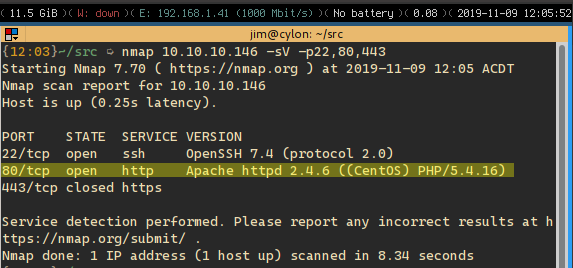 ( 11.5 GiB )( W: down )( E: 192.168.1.41 (1000 Mbit/s) )( No battery )( 0.08 )( 2019-11-09 12:05:52
jim@cylon: ~/src
{12:03}~/src nmap 10.10.10.146 -sV -p22,80,443
Starting Nmap 7.70 ( https://nmap.org ) at 2019-11-09 12:05 ACDT
Nmap scan report for 10.10.10.146
Host is up (0.25s latency).
PORT STATE SERVICE VERSION
22/tcp open ssh OpenSSH 7.4 (protocol 2.0)
80/tcp open http Apache httpd 2.4.6 ((CentOS) PHP/5.4.16)
443/tcp closed https
Service detection performed. Please report any incorrect results at h
ttps://nmap.org/submit/ .
Nmap done: 1 IP address (1 host up) scanned in 8.34 seconds